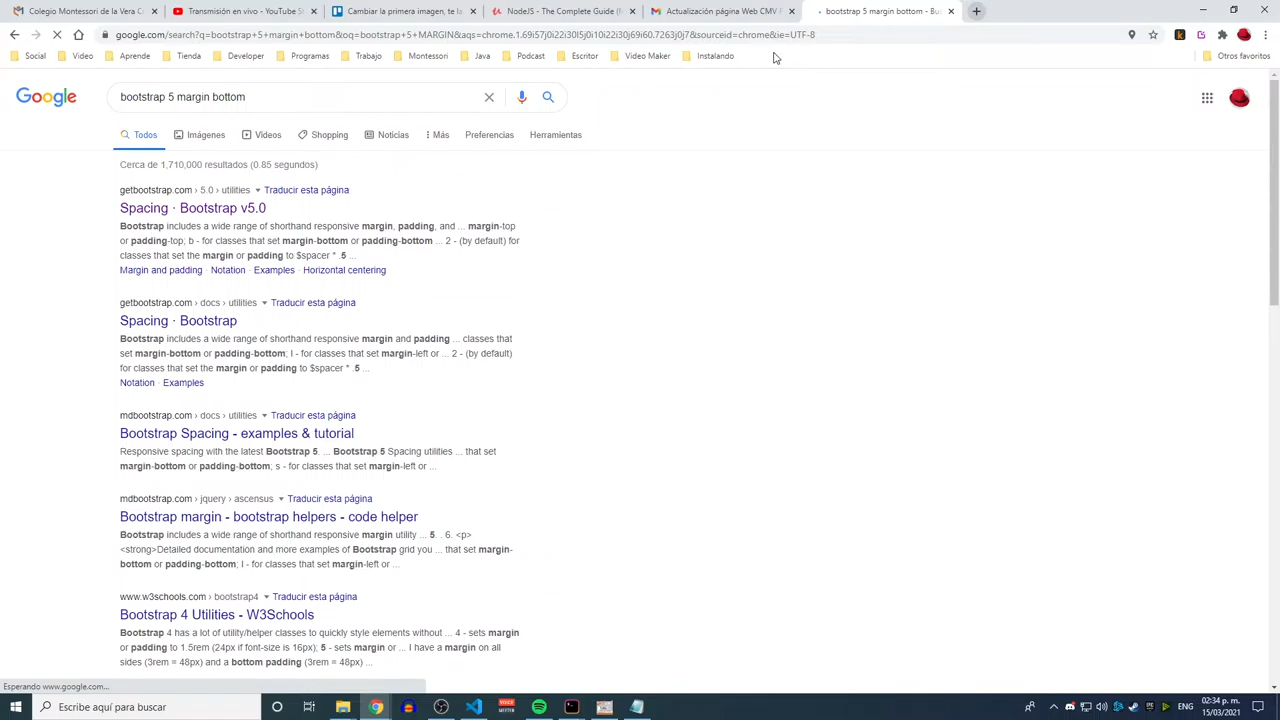 Colegio Montessori de C
Transmisión en vivo - YouTube S
Cambiar la primera imagen, te la
NodeJS - The Complete Guide (M
Actualización página Web CMV F
bootstrap 5 margin bottom - Bus
google.com/search?q=bootstrap+5+margin+bottom&oq=bootstrap+5+MARGIN&aqs=chrome.1.69i57j0i22i30l5j0i10i22i30j69i60.7263j0j7&sourceid=chrome&ie=UTF-8
Social
Video
Aprende
Tienda
Developer
Programas
Trabajo
Montessori
Java
Podcast
Escritor
Video Maker
Instalando
Otros favoritos
Google
bootstrap 5 margin bottom
Todos
Imágenes
Videos
Shopping
Noticias
Más
Preferencias
Herramientas
Cerca de 1,710,000 resultados (0.85 segundos)
getbootstrap.com › 5.0 › utilities Traducir esta página
Spacing · Bootstrap v5.0
Bootstrap includes a wide range of shorthand responsive margin, padding, and ... margin-top
or padding-top; b - for classes that set margin-bottom or padding-bottom ... 2 - (by default) for
classes that set the margin or padding to $spacer * .5 ...
Margin and padding · Notation · Examples · Horizontal centering
getbootstrap.com › docs › utilities Traducir esta página
Spacing · Bootstrap
Bootstrap includes a wide range of shorthand responsive margin and padding ... classes that
set margin-bottom or padding-bottom; l - for classes that set margin-left or ... 2 - (by default)
for classes that set the margin or padding to $spacer * .5 ...
Notation · Examples
mdbootstrap.com › docs › utilities Traducir esta página
Bootstrap Spacing - examples & tutorial
Responsive spacing with the latest Bootstrap 5. ... Bootstrap 5 Spacing utilities ... that set
margin-bottom or padding-bottom; s - for classes that set margin-left or ...
mdbootstrap.com › jquery › ascensus Traducir esta página
Bootstrap margin - bootstrap helpers - code helper
Bootstrap includes a wide range of shorthand responsive margin utility ... 5. . 6. <p>
<strong>Detailed documentation and more examples of Bootstrap grid you ... that set margin-
bottom or padding-bottom; l - for classes that set margin-left or ...
www.w3schools.com › bootstrap4 Traducir esta página
Bootstrap 4 Utilities - W3Schools
Bootstrap 4 has a lot of utility/helper classes to quickly style elements without ... 4 - sets margin
or padding to 1.5rem (24px if font-size is 16px); 5 - sets margin or ... I have a margin on all
sides (3rem = 48px) and a bottom padding (3rem = 48px) ...
Esperando www.google.com...
Escribe aquí para buscar
ENG
02:34 p. m.
15/03/2021